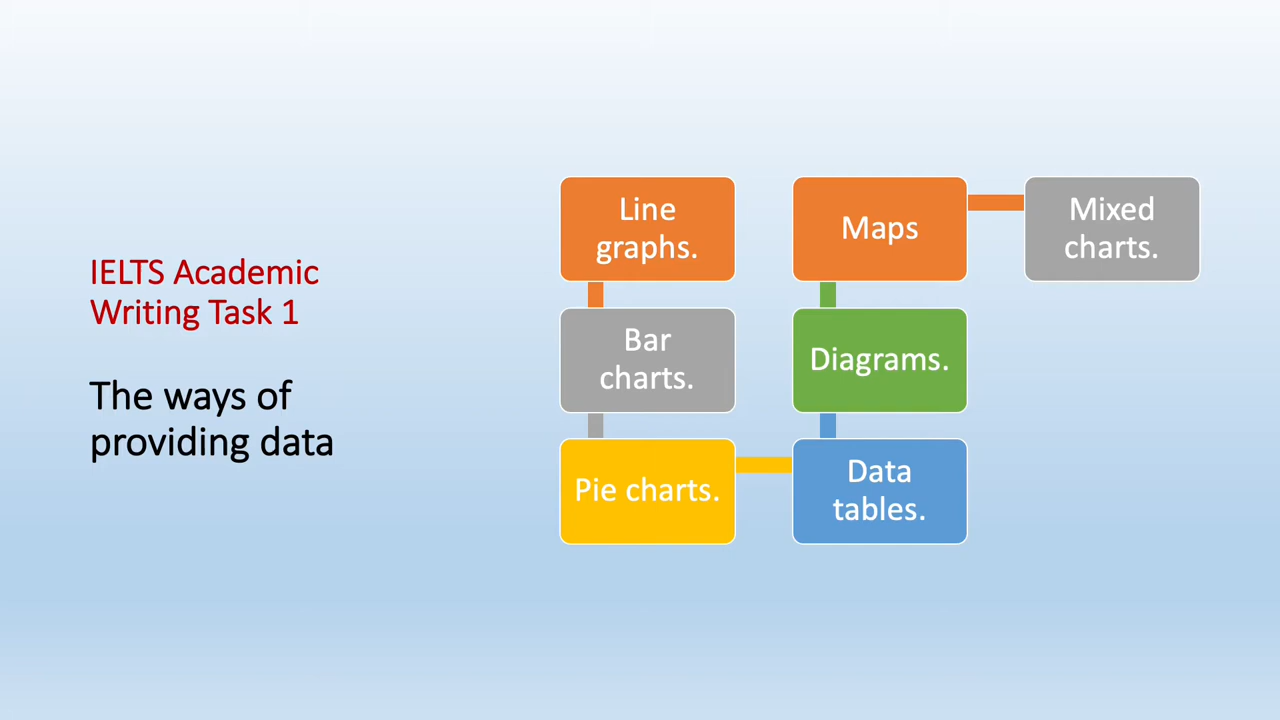 IELTS Academic
Writing Task 1
The ways of
providing data
Line
graphs.
Bar
charts.
Pie charts.
Data
tables.
Diagrams.
Maps
Mixed
charts.